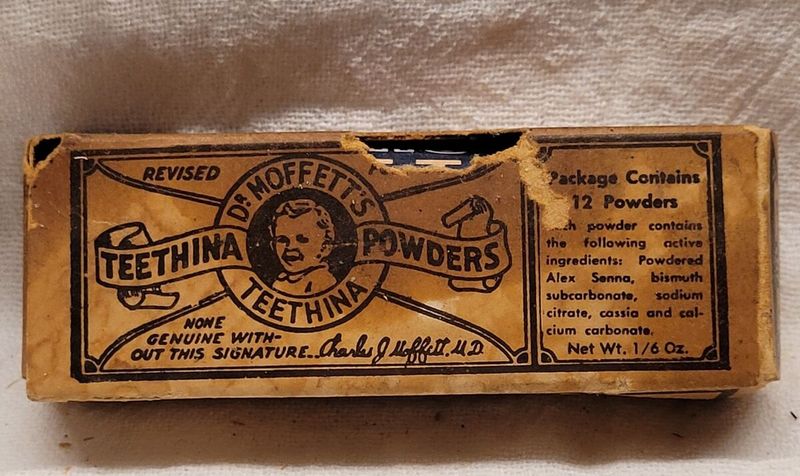 REVISED
DR MOFFETT'S
TEETHINA POWDERS
TEETHINA
NONE
GENUINE WITH-
OUT THIS SIGNATURE. Charles J Moffett. M.D.
Package Contains
12 Powders
powder contains
the following active
ingredients: Powdered
Alex Senna, bismuth
subcarbonate, sodium
citrate, cassia and cal-
cium carbonate.
Net Wt. 1/6 Oz.